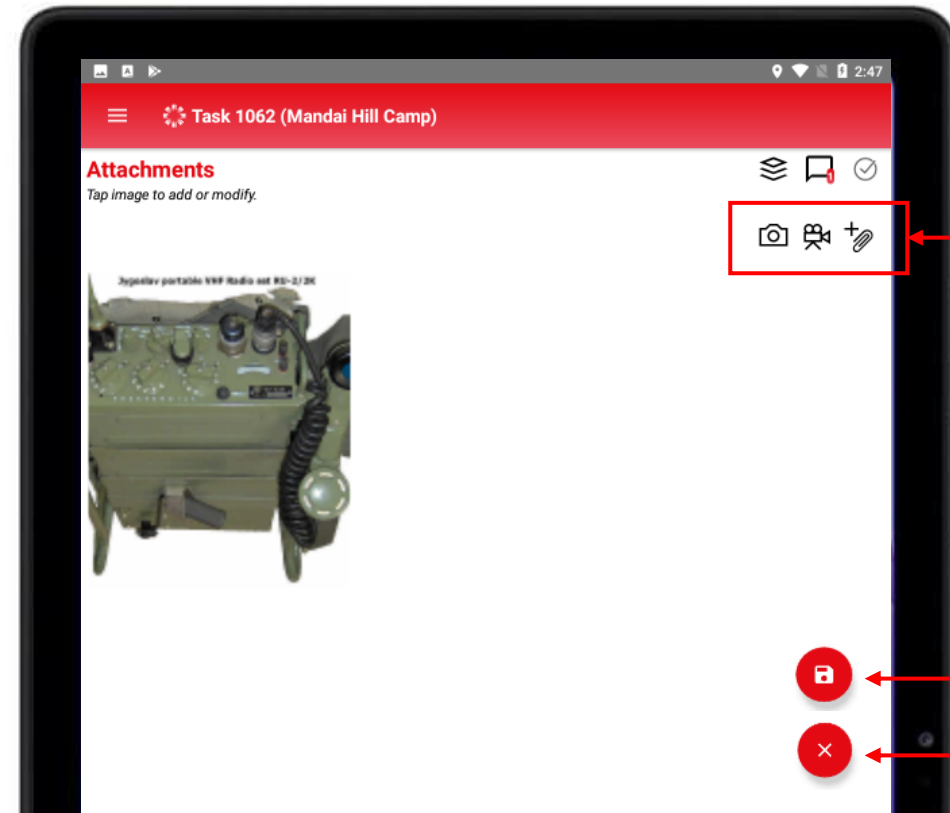 2:47
Task 1062 (Mandai Hill Camp)
Attachments
Tap image to add or modify.
1
Jygoslav portable VHF Radio set RU-2/2K